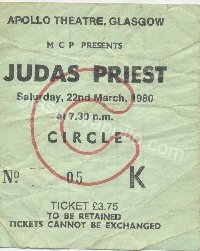 APOLLO THEATRE, GLASGOW
M C P PRESENTS
JUDAS PRIEST
Saturday, 22nd March, 1980
at 7.30 p.m.
CIRCLE
C
No 05 K
TICKET £3.75
TO BE RETAINED
TICKETS CANNOT BE EXCHANGED